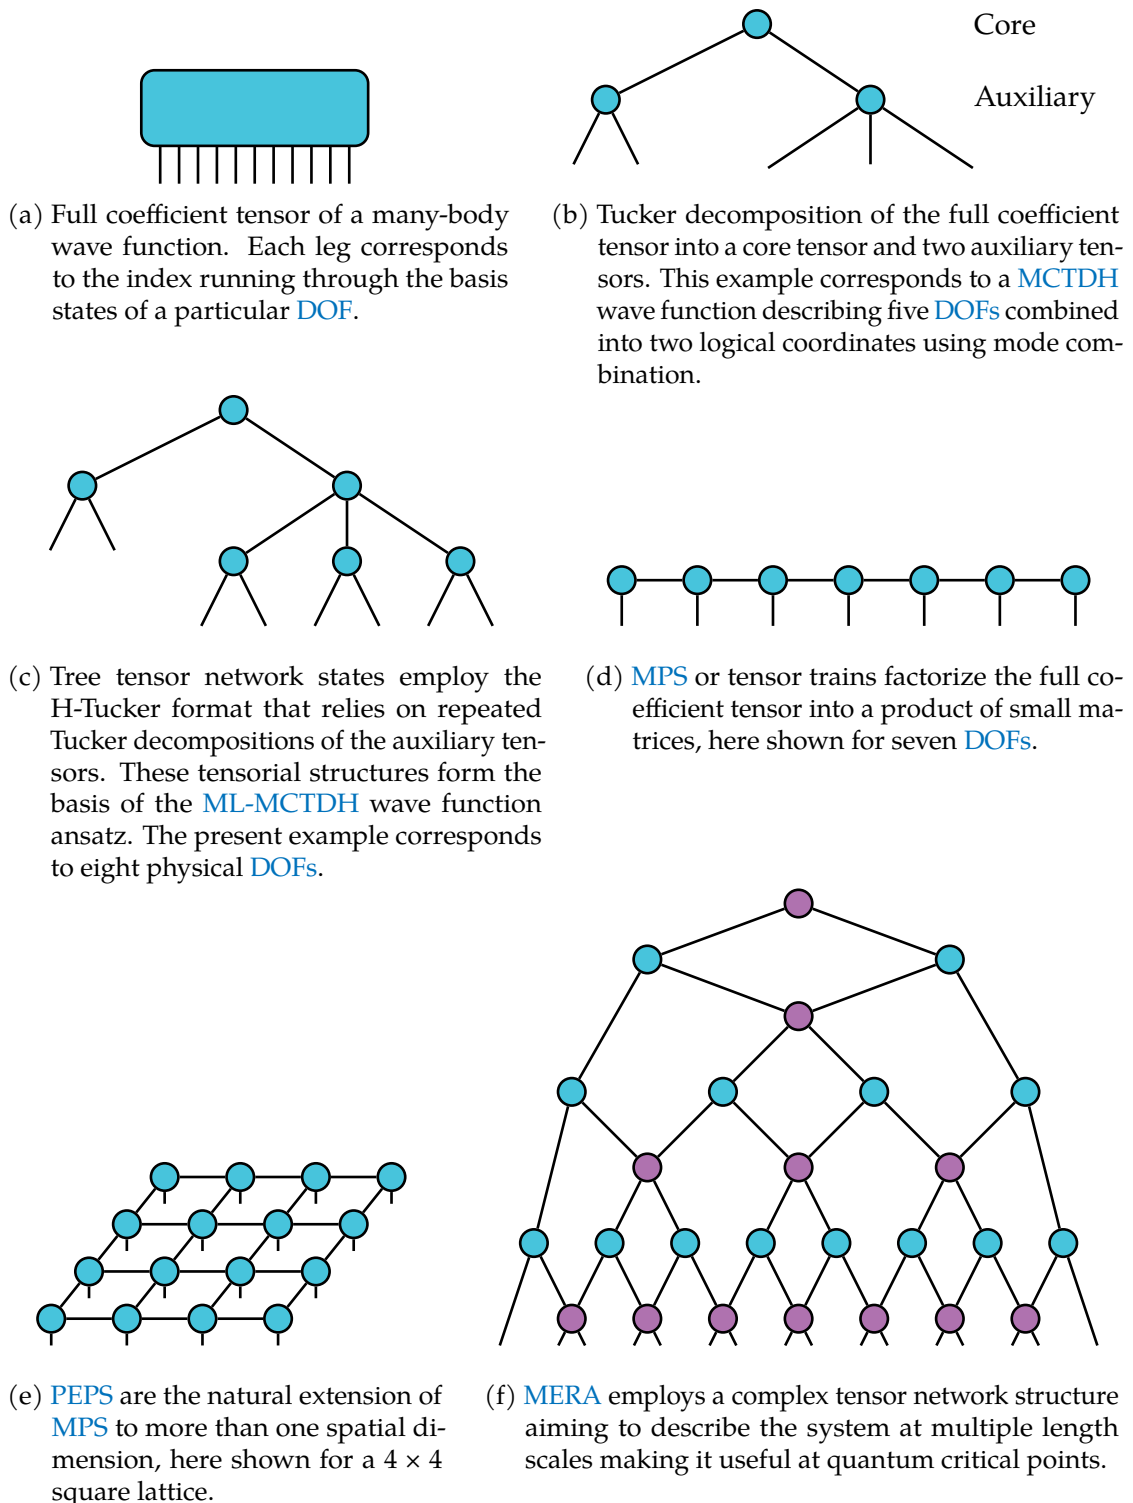 Core
Auxiliary
(a) Full coefficient tensor of a many-body
wave function. Each leg corresponds
to the index running through the basis
states of a particular DOF.
(b) Tucker decomposition of the full coefficient
tensor into a core tensor and two auxiliary ten-
sors. This example corresponds to a MCTDH
wave function describing five DOFs combined
into two logical coordinates using mode com-
bination.
(c) Tree tensor network states employ the
H-Tucker format that relies on repeated
Tucker decompositions of the auxiliary ten-
sors. These tensorial structures form the
basis of the ML-MCTDH wave function
ansatz. The present example corresponds
to eight physical DOFs.
(d) MPS or tensor trains factorize the full co-
efficient tensor into a product of small ma-
trices, here shown for seven DOFs.
(e) PEPS are the natural extension of
MPS to more than one spatial di-
mension, here shown for a 4 × 4
square lattice.
(f) MERA employs a complex tensor network structure
aiming to describe the system at multiple length
scales making it useful at quantum critical points.